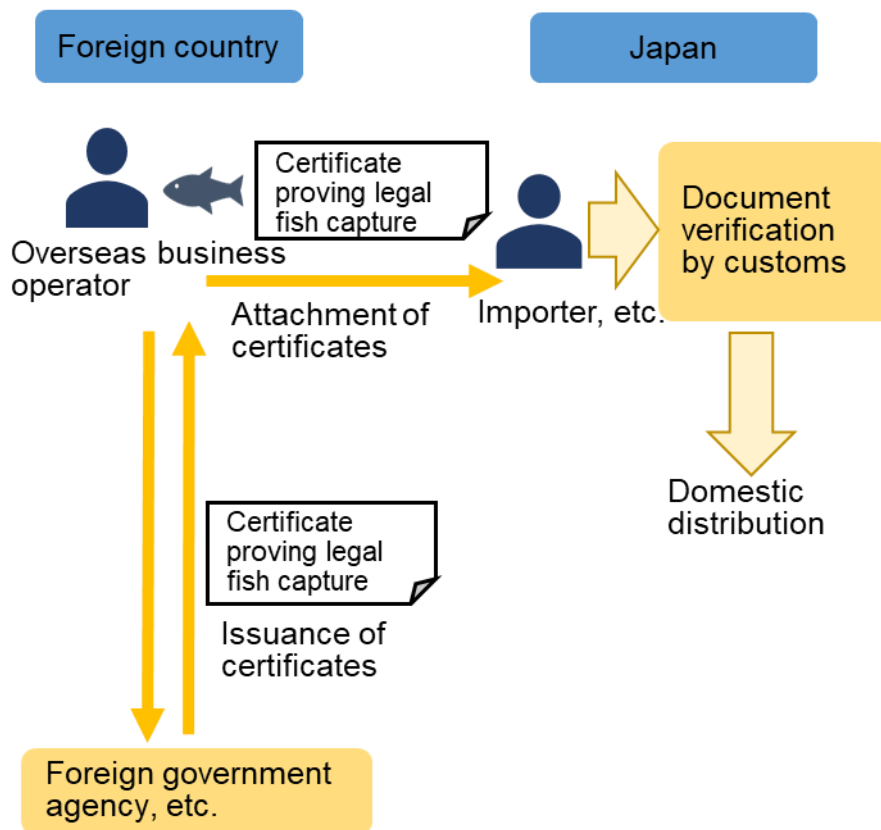 Foreign country
Japan
Certificate
proving legal
fish capture
Overseas business
operator
Attachment of
certificates
Importer, etc.
Document
verification
by customs
Domestic
distribution
Certificate
proving legal
fish capture
Issuance of
certificates
Foreign government
agency, etc.